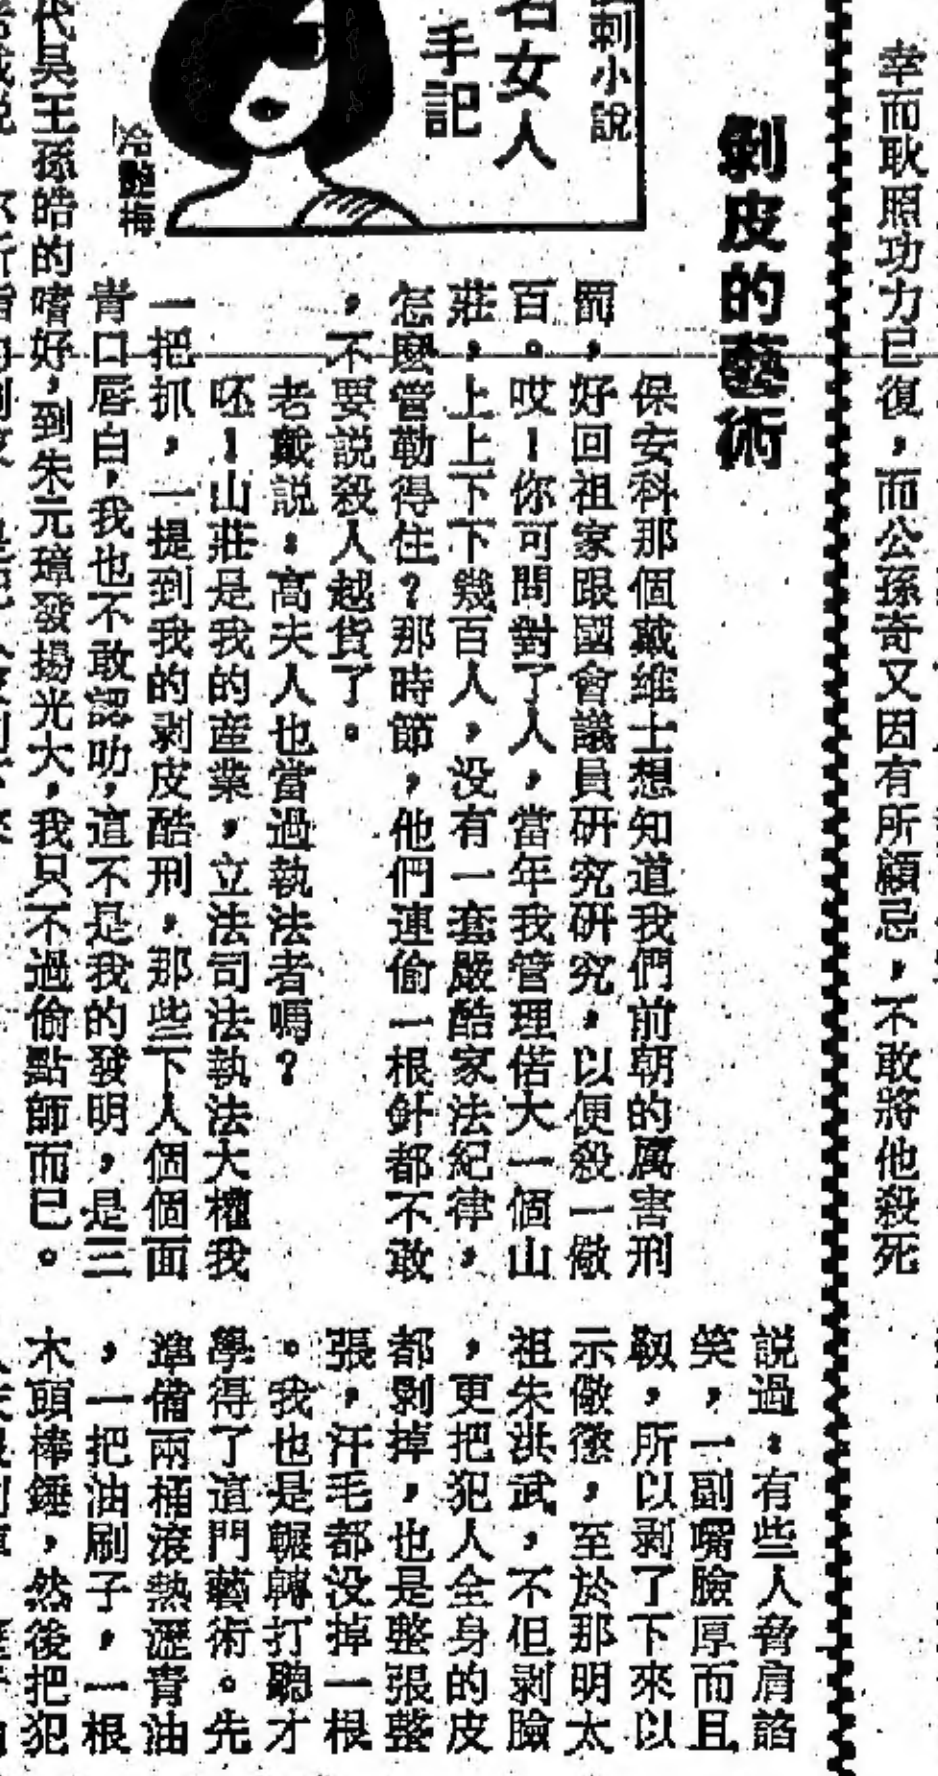 幸而耿照功力已復，而公孫奇又因有所顧忌，不敢將他殺死
剝皮的藝術
刺小說
名女人
手記
冷艷梅
保安科那個戴維士想知道我們前朝的厲害刑
罰，好回祖家跟國會議員研究研究，以便殺一儆
百。哎！你可問對了人，當年我管理偌大一個山
莊，上上下下幾百人，没有一套嚴酷家法紀律，
怎麼管勒得住？那時節，他們連偷一根針都不敢
，不要説殺人越貨了。
老戴説：高夫人也當過執法者嗎？
呸！山莊是我的産業，立法司法執法大權我
一把抓，一提到我的剥皮酷刑，那些下人個個面
青口唇白，我也不敢認叻，這不是我的發明，是三
代吳王孫皓的嗜好，到朱元璋發揚光大，我只不過偷點師而已。
説過：有些人脅肩諂
笑，一副嘴臉厚而且
韌，所以剥了下來以
示儆懲，至於那明太
祖朱洪武，不但剥臉
，更把犯人全身的皮
都剝掉，也是整張整
張，汗毛都没掉一根
。我也是輾轉打聽才
學得了這門藝術。先
準備兩桶滾熱瀝青油
，一把油刷子，一根
木頭棒錘，然後把犯